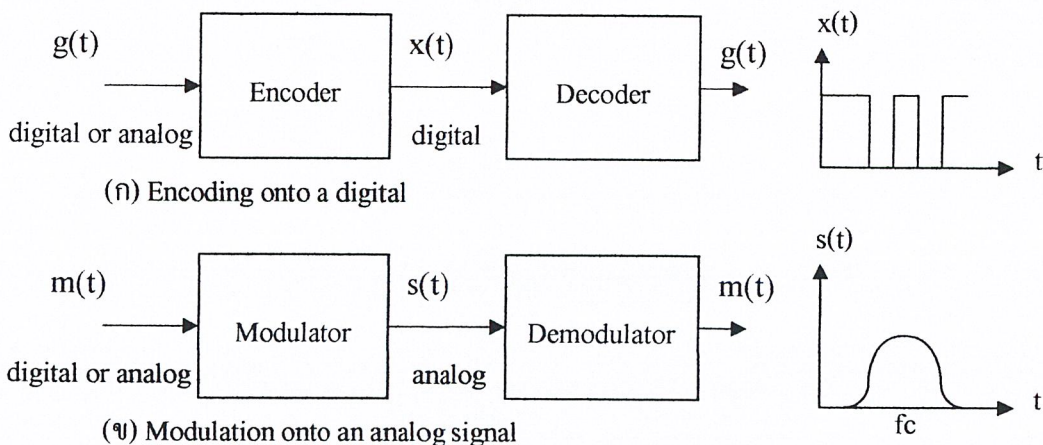 g(t)
digital or analog
Encoder
x(t)
digital
Decoder
g(t)
x(t)
t
(ก) Encoding onto a digital
m(t)
digital or analog
Modulator
s(t)
analog
Demodulator
m(t)
s(t)
t
fc
(ข) Modulation onto an analog signal